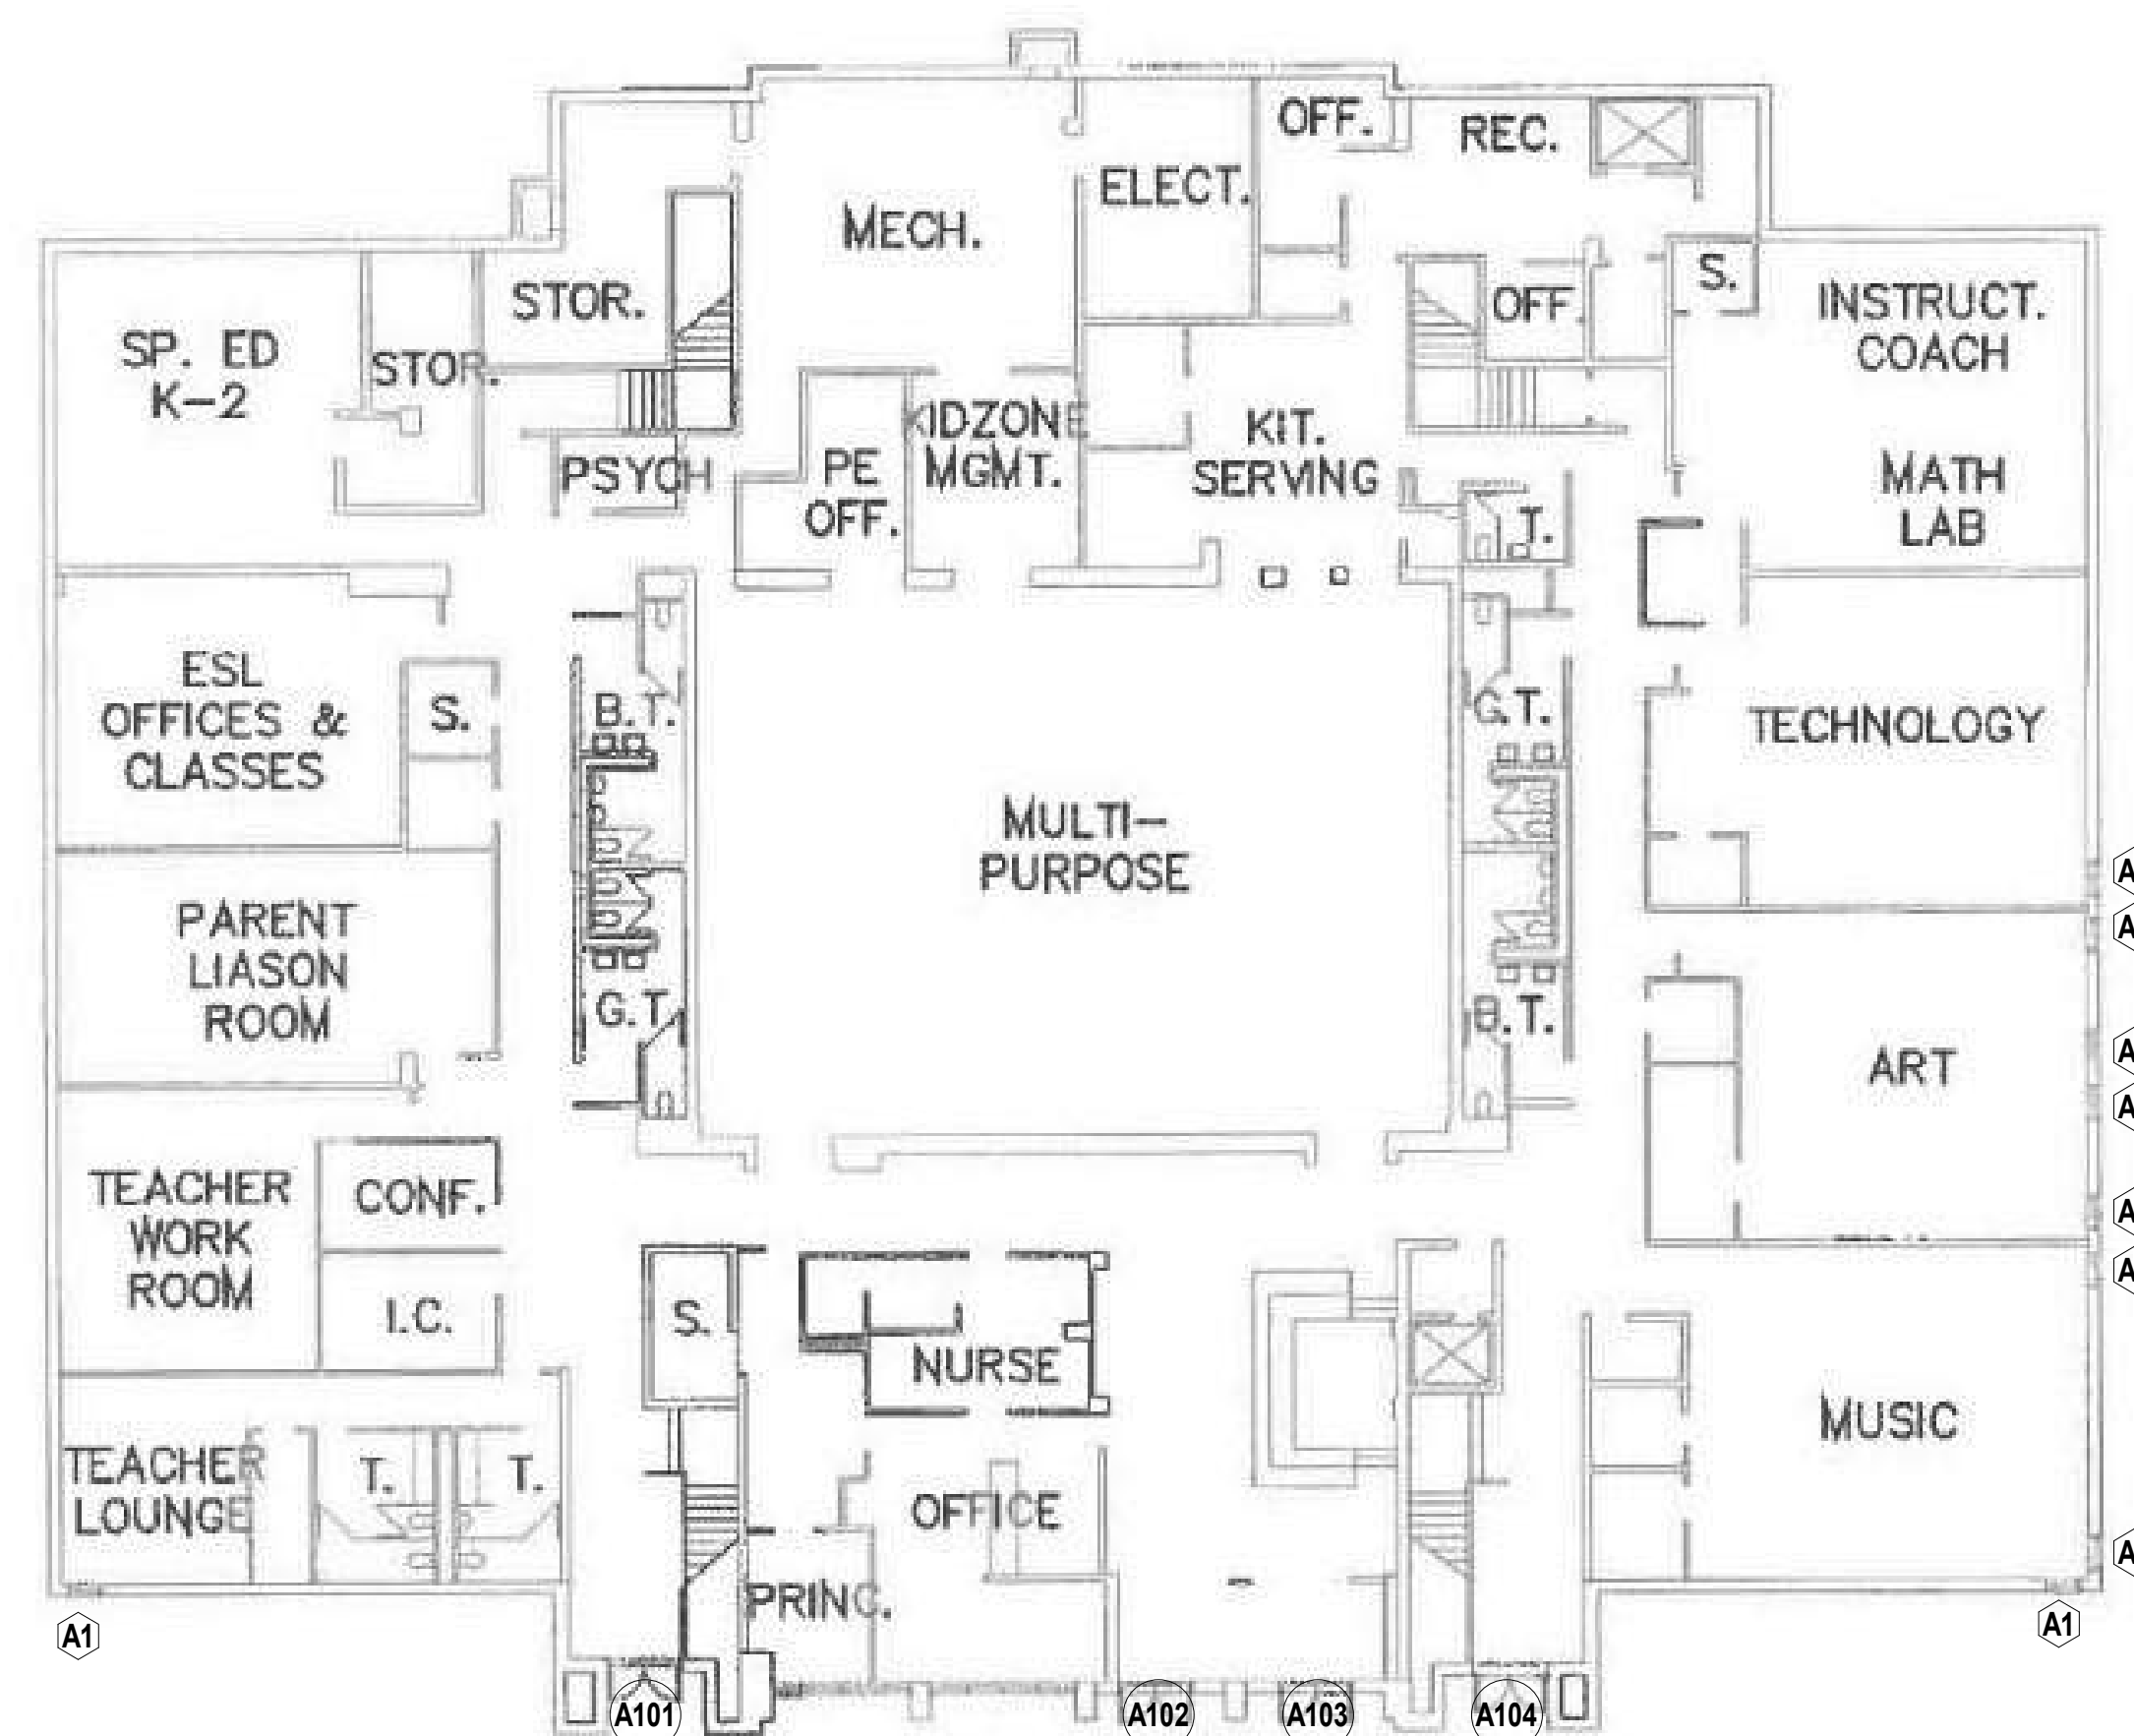 OFF.
REC.
ELECT.
MECH.
STOR.
OFF.
S.
INSTRUCT.
COACH
SP. ED
K-2
STOR.
KIDZONE
MGMT.
KIT.
SERVING
PSYCH
PE
OFF.
MATH
LAB
T.
ESL
OFFICES &
CLASSES
S.
B.T.
G.T.
TECHNOLOGY
MULTI-
PURPOSE
PARENT
LIASON
ROOM
G.T
B.T.
ART
TEACHER
WORK
ROOM
CONF.
I.C.
S.
NURSE
MUSIC
TEACHER
LOUNGE
T.
T.
OFFICE
PRINC.
A1
A1
A101
A102
A103
A104